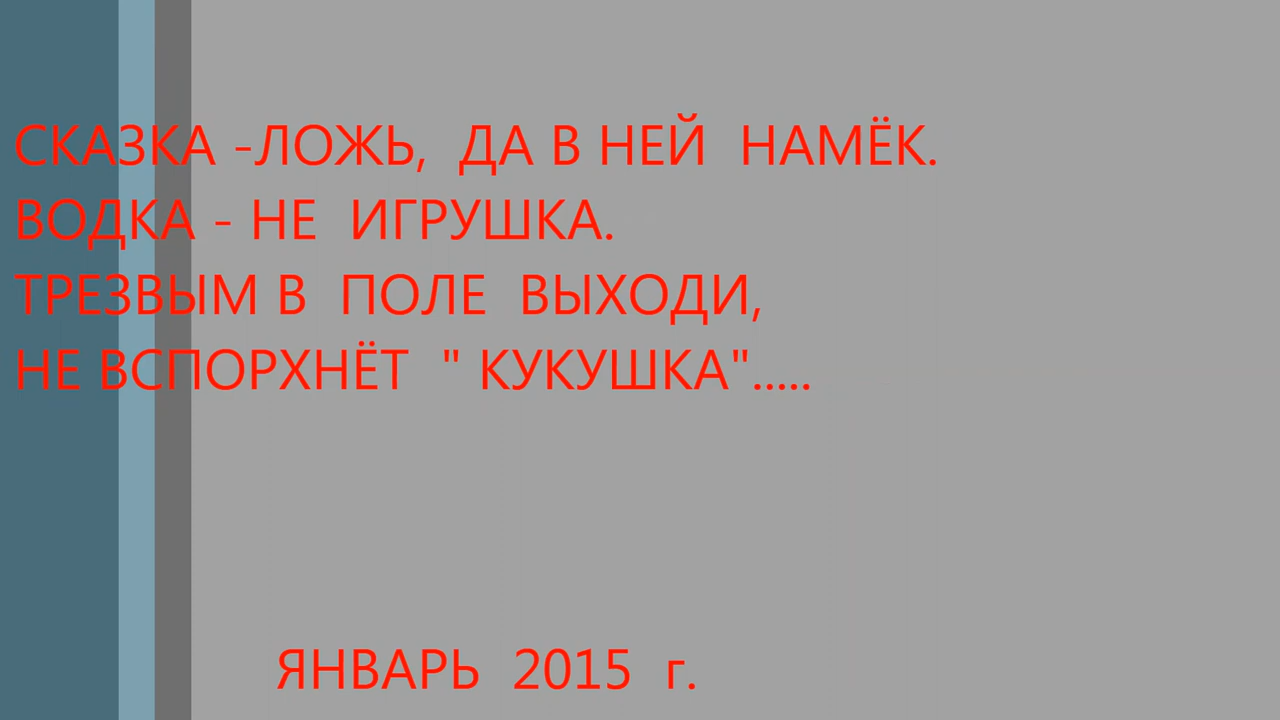 СКАЗКА -ЛОЖЬ, ДА В НЕЙ НАМЁК.
ВОДКА - НЕ ИГРУШКА.
ТРЕЗВЫМ В ПОЛЕ ВЫХОДИ,
НЕ ВСПОРХНЁТ " КУКУШКА".....
ЯНВАРЬ 2015 г.